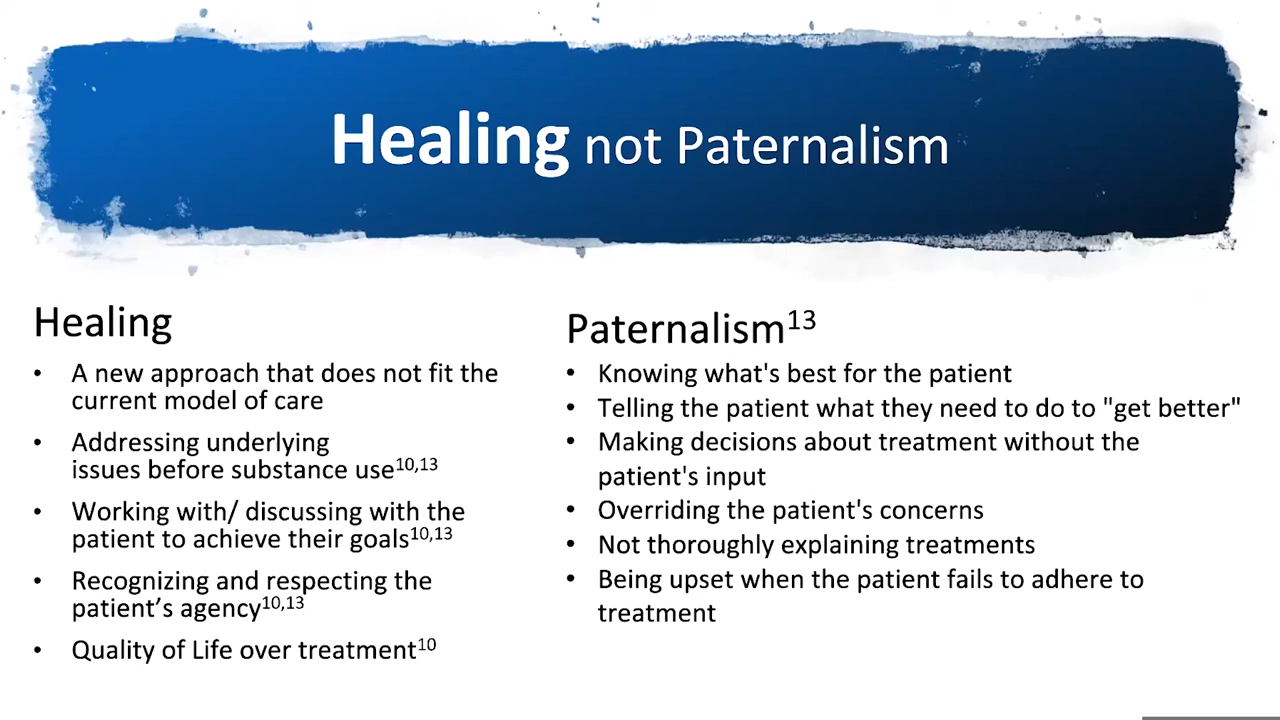 Healing not Paternalism
Healing
• A new approach that does not fit the
current model of care
• Addressing underlying
issues before substance use10,13
• Working with/ discussing with the
patient to achieve their goals10,13
• Recognizing and respecting the
patient’s agency10,13
• Quality of Life over treatment10
Paternalism13
• Knowing what's best for the patient
• Telling the patient what they need to do to "get better"
• Making decisions about treatment without the
patient's input
• Overriding the patient's concerns
• Not thoroughly explaining treatments
• Being upset when the patient fails to adhere to
treatment